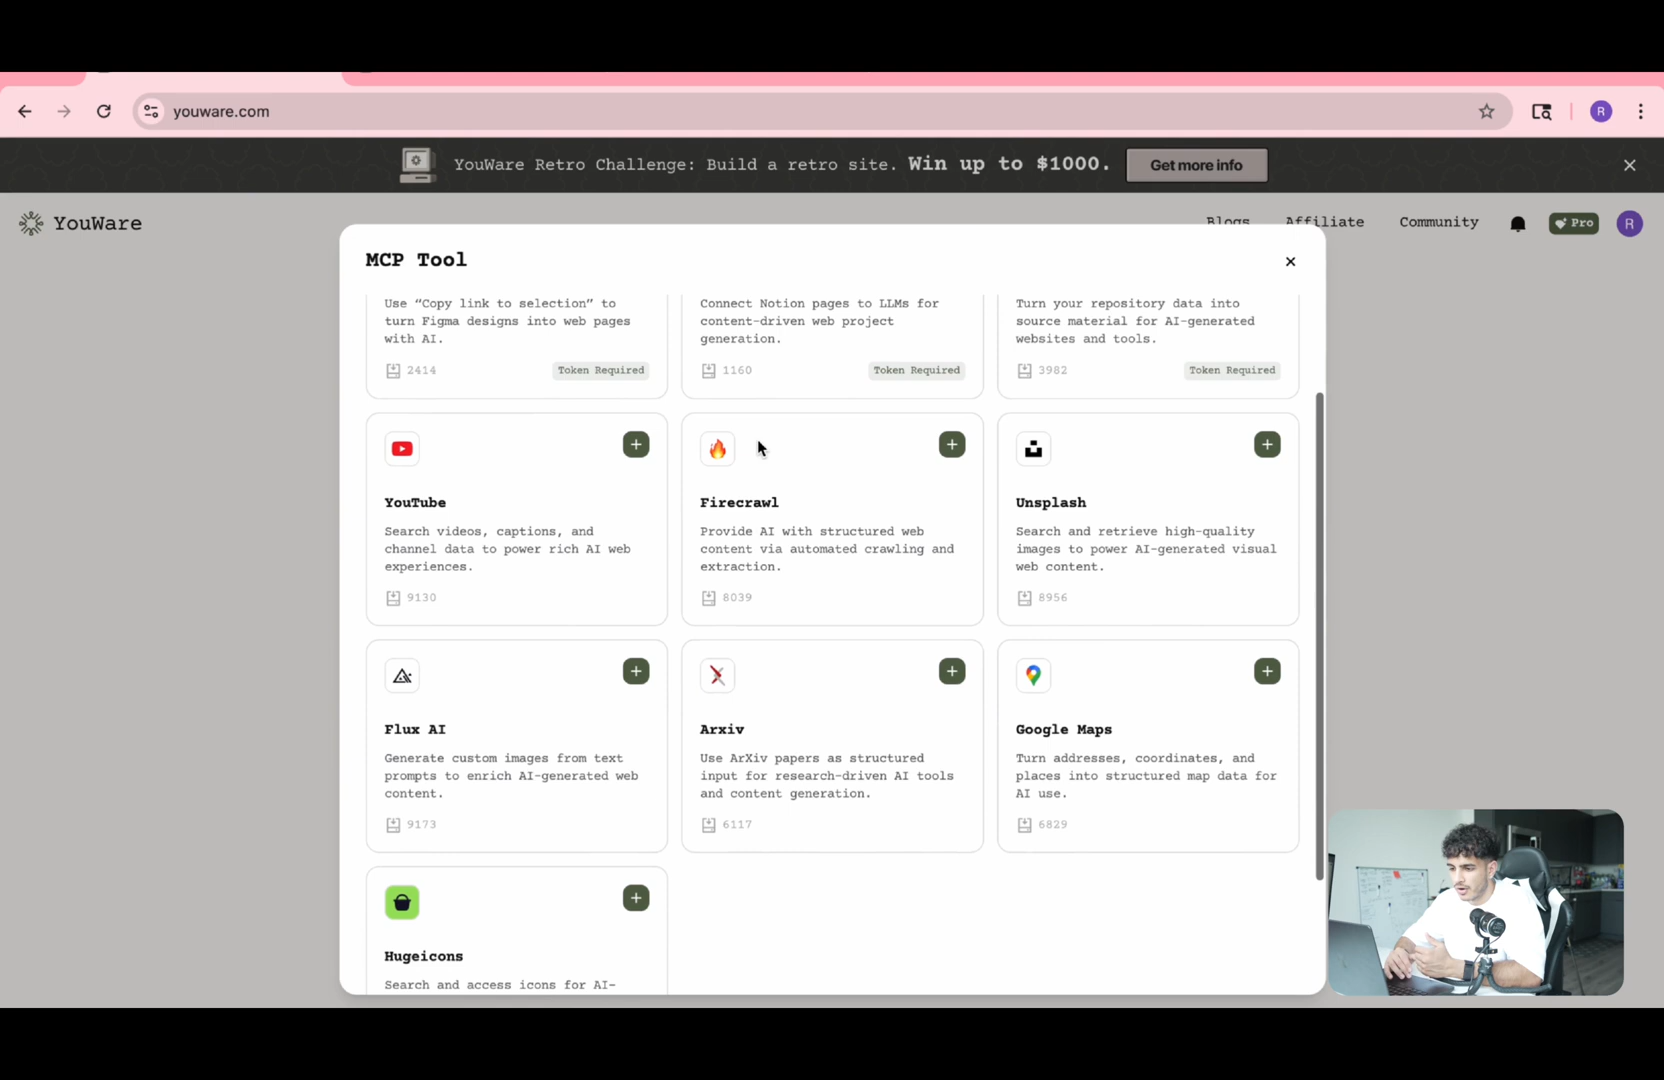 youware.com
R
YouWare Retro Challenge: Build a retro site. Win up to $1000.
Get more info
YouWare
Blogs
Affiliate
Community
Pro
R
MCP Tool
Use “Copy link to selection” to
turn Figma designs into web pages
with AI.
2414
Token Required
Connect Notion pages to LLMs for
content-driven web project
generation.
1160
Token Required
Turn your repository data into
source material for AI-generated
websites and tools.
3982
Token Required
YouTube
Search videos, captions, and
channel data to power rich AI web
experiences.
9130
Firecrawl
Provide AI with structured web
content via automated crawling and
extraction.
8039
Unsplash
Search and retrieve high-quality
images to power AI-generated visual
web content.
8956
Flux AI
Generate custom images from text
prompts to enrich AI-generated web
content.
9173
Arxiv
Use ArXiv papers as structured
input for research-driven AI tools
and content generation.
6117
Google Maps
Turn addresses, coordinates, and
places into structured map data for
AI use.
6829
Hugeicons
Search and access icons for AI-